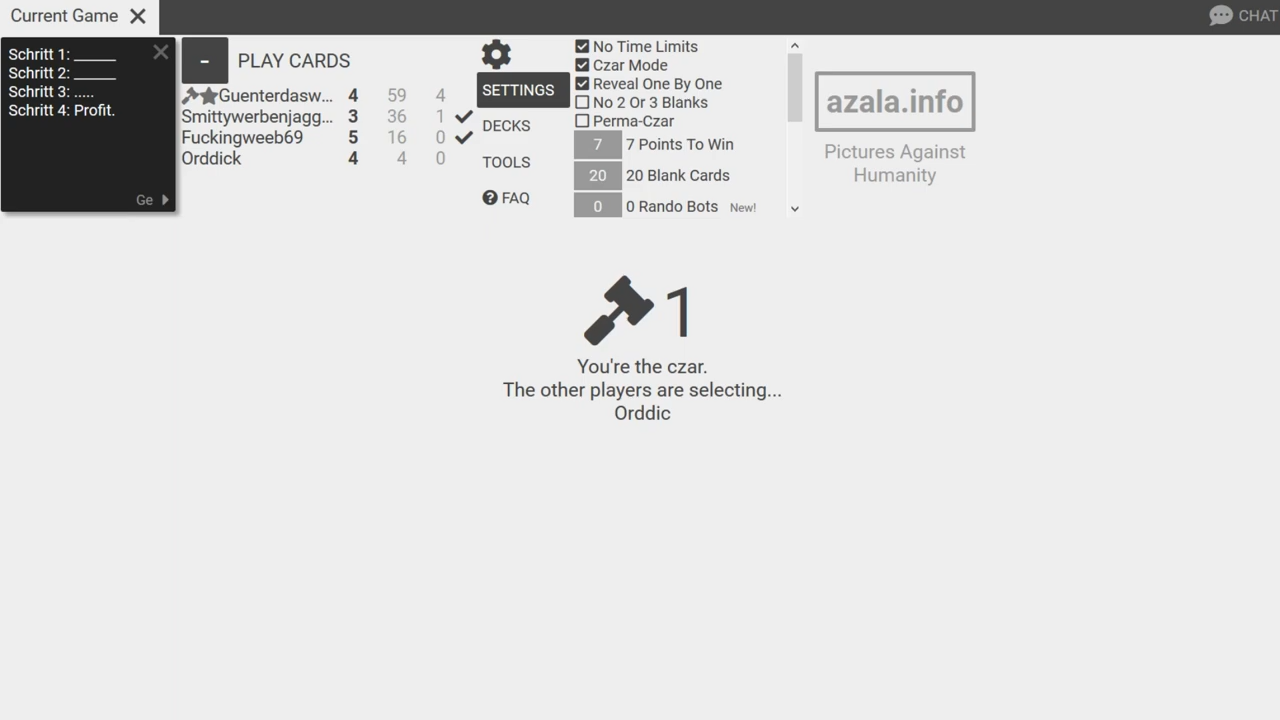 Current Game
CHAT
Schritt 1: ______
Schritt 2: ______
Schritt 3: .....
Schritt 4: Profit.
Ge
- PLAY CARDS
Guenterdasw... 4 59 4
Smittywerbenjagg... 3 36 1
Fuckingweeb69 5 16 0
Orddick 4 4 0
SETTINGS
DECKS
TOOLS
FAQ
No Time Limits
Czar Mode
Reveal One By One
No 2 Or 3 Blanks
Perma-Czar
7 7 Points To Win
20 20 Blank Cards
0 0 Rando Bots New!
azala.info
Pictures Against
Humanity
1
You're the czar.
The other players are selecting...
Orddic